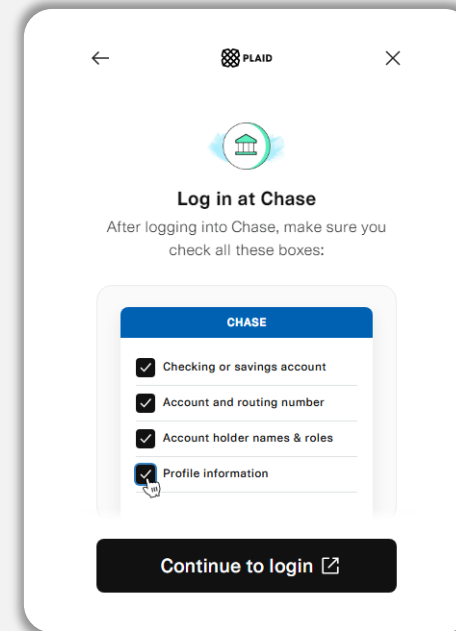 PLAID
Log in at Chase
After logging into Chase, make sure you
check all these boxes:
CHASE
Checking or savings account
Account and routing number
Account holder names & roles
Profile information
Continue to login